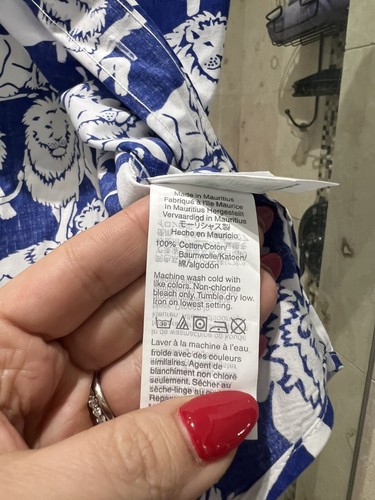 Made in Mauritius
Fabriqué à l'Ile Maurice
In Mauritius Hergestellt
Vervaardigd in Mauritius
モーリシャス製
Hecho en Mauricio
100% Cotton/Coton/
Baumwolle/Katoen/
綿/algodón
Machine wash cold with
like colors. Non-chlorine
bleach only. Tumble dry low.
Iron on lowest setting.
30
Laver à la machine à l'eau
froide avec des couleurs
similaires. Agent de
blanchiment non chloré
seulement. Sécher au
sèche-linge au